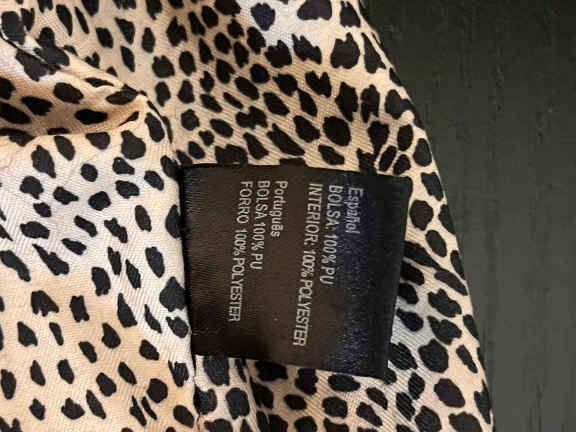 Español
BOLSA: 100% PU
INTERIOR: 100% POLYESTER
Português
BOLSA 100% PU
FORRO 100% POLYESTER